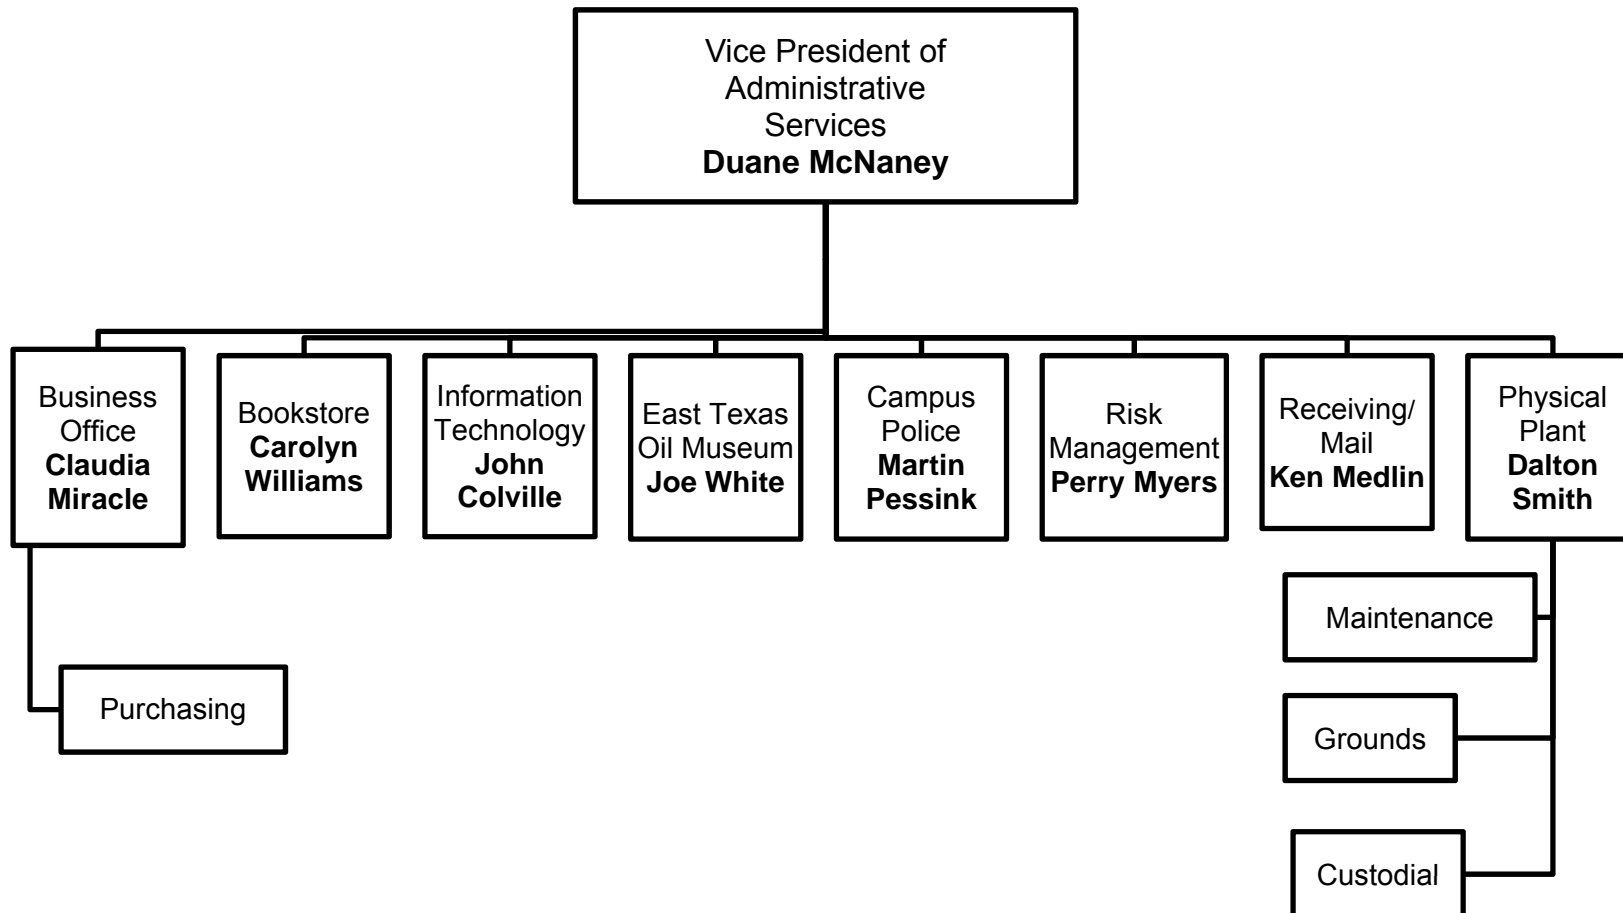 Vice President of
Administrative
Services
Duane McNaney
Business
Office
Claudia
Miracle
Bookstore
Carolyn
Williams
Information
Technology
John
Colville
East Texas
Oil Museum
Joe White
Campus
Police
Martin
Pessink
Risk
Management
Perry Myers
Receiving/
Mail
Ken Medlin
Physical
Plant
Dalton
Smith
Purchasing
Maintenance
Grounds
Custodial